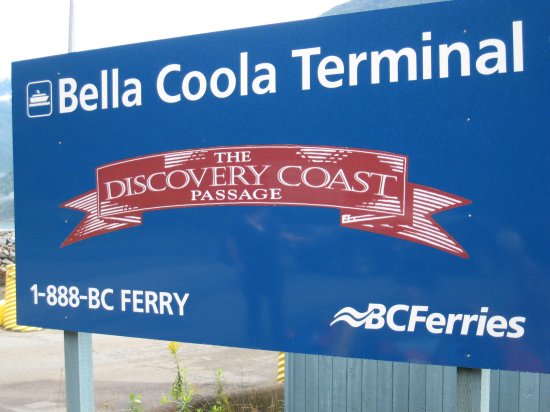 Bella Coola Terminal
THE
DISCOVERY COAST
PASSAGE
1-888-BC FERRY
BCFerries